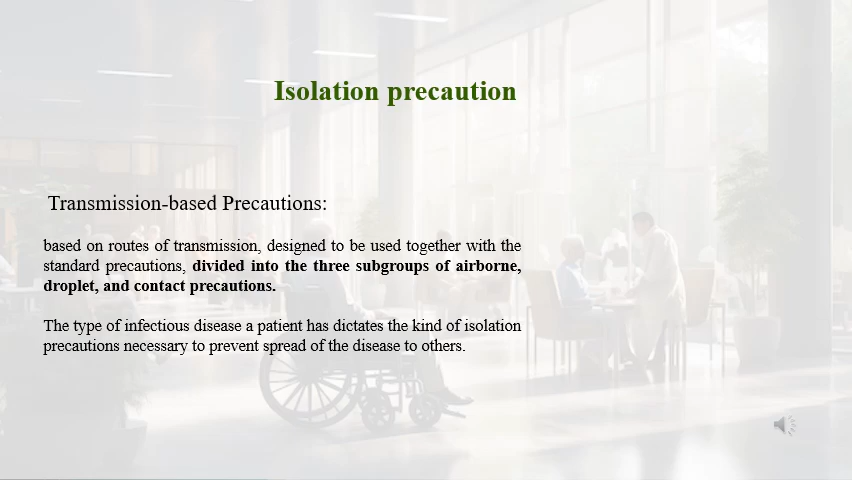 Isolation precaution
Transmission-based Precautions:
based on routes of transmission, designed to be used together with the
standard precautions, divided into the three subgroups of airborne,
droplet, and contact precautions.
The type of infectious disease a patient has dictates the kind of isolation
precautions necessary to prevent spread of the disease to others.